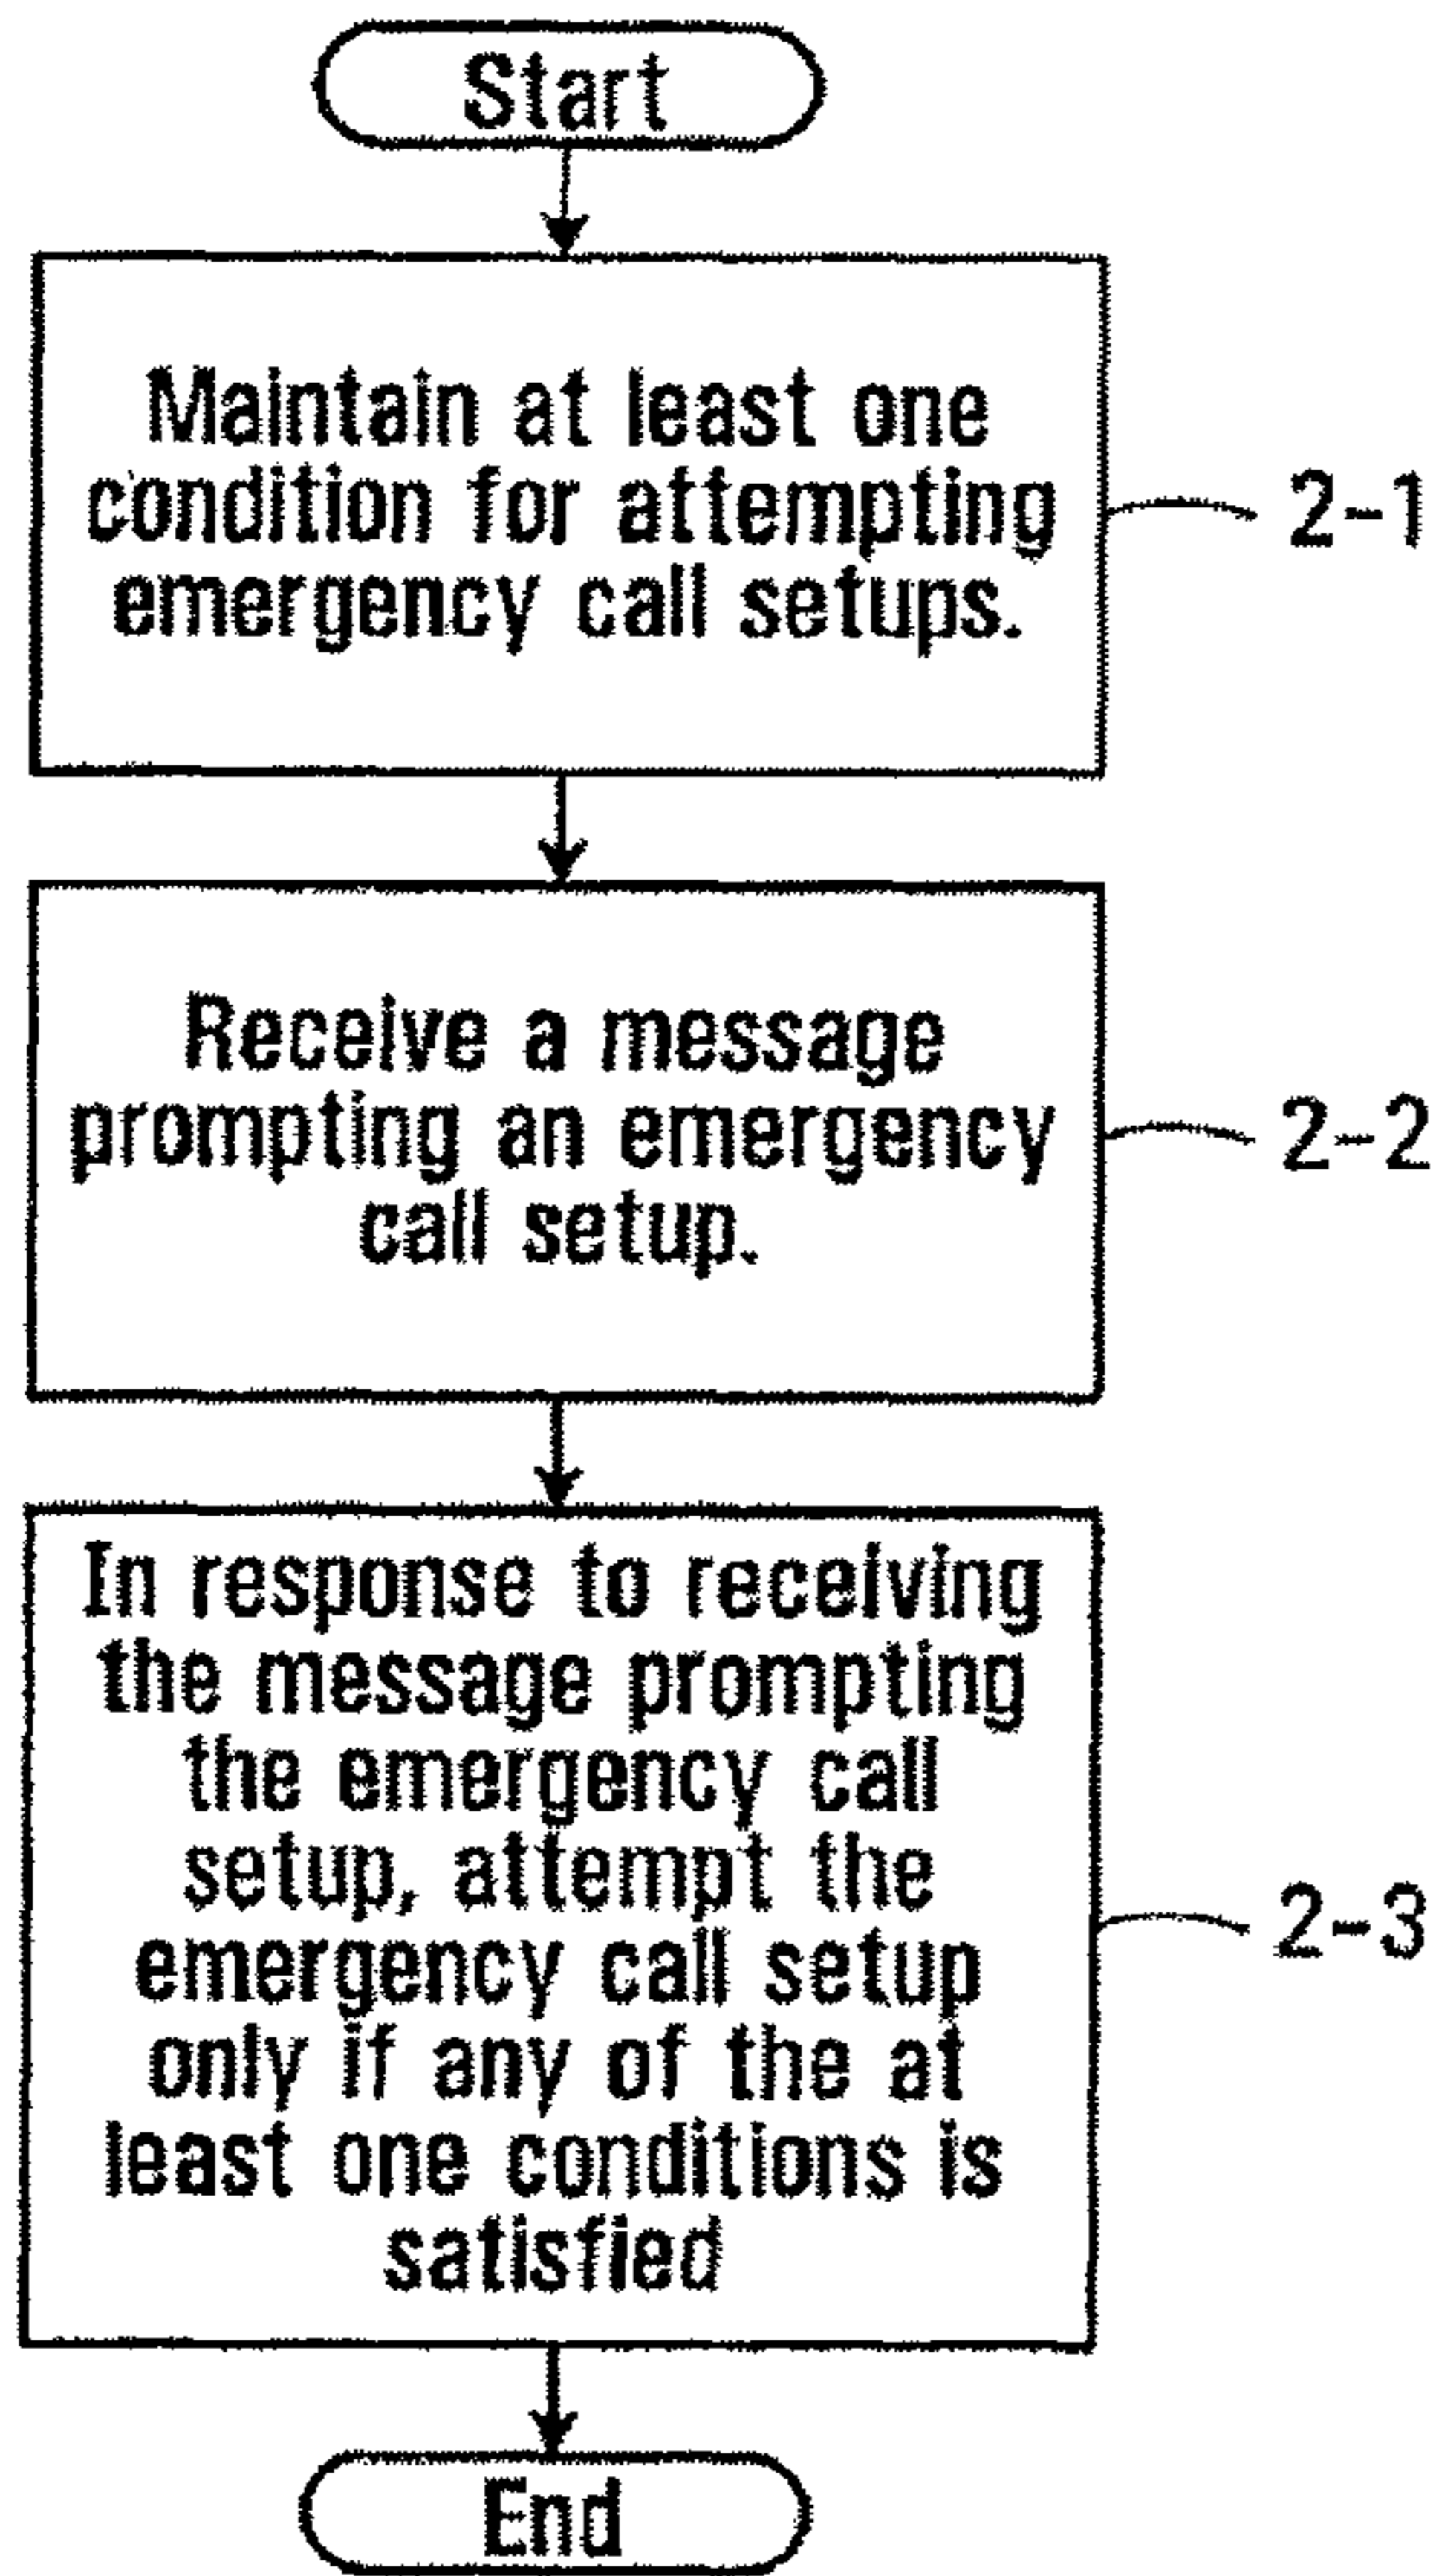 Start
Maintain at least one
condition for attempting
emergency call setups.
2-1
Receive a message
prompting an emergency
call setup.
2-2
In response to receiving
the message prompting
the emergency call
setup, attempt the
emergency call setup
only if any of the at
least one conditions is
satisfied
2-3
End